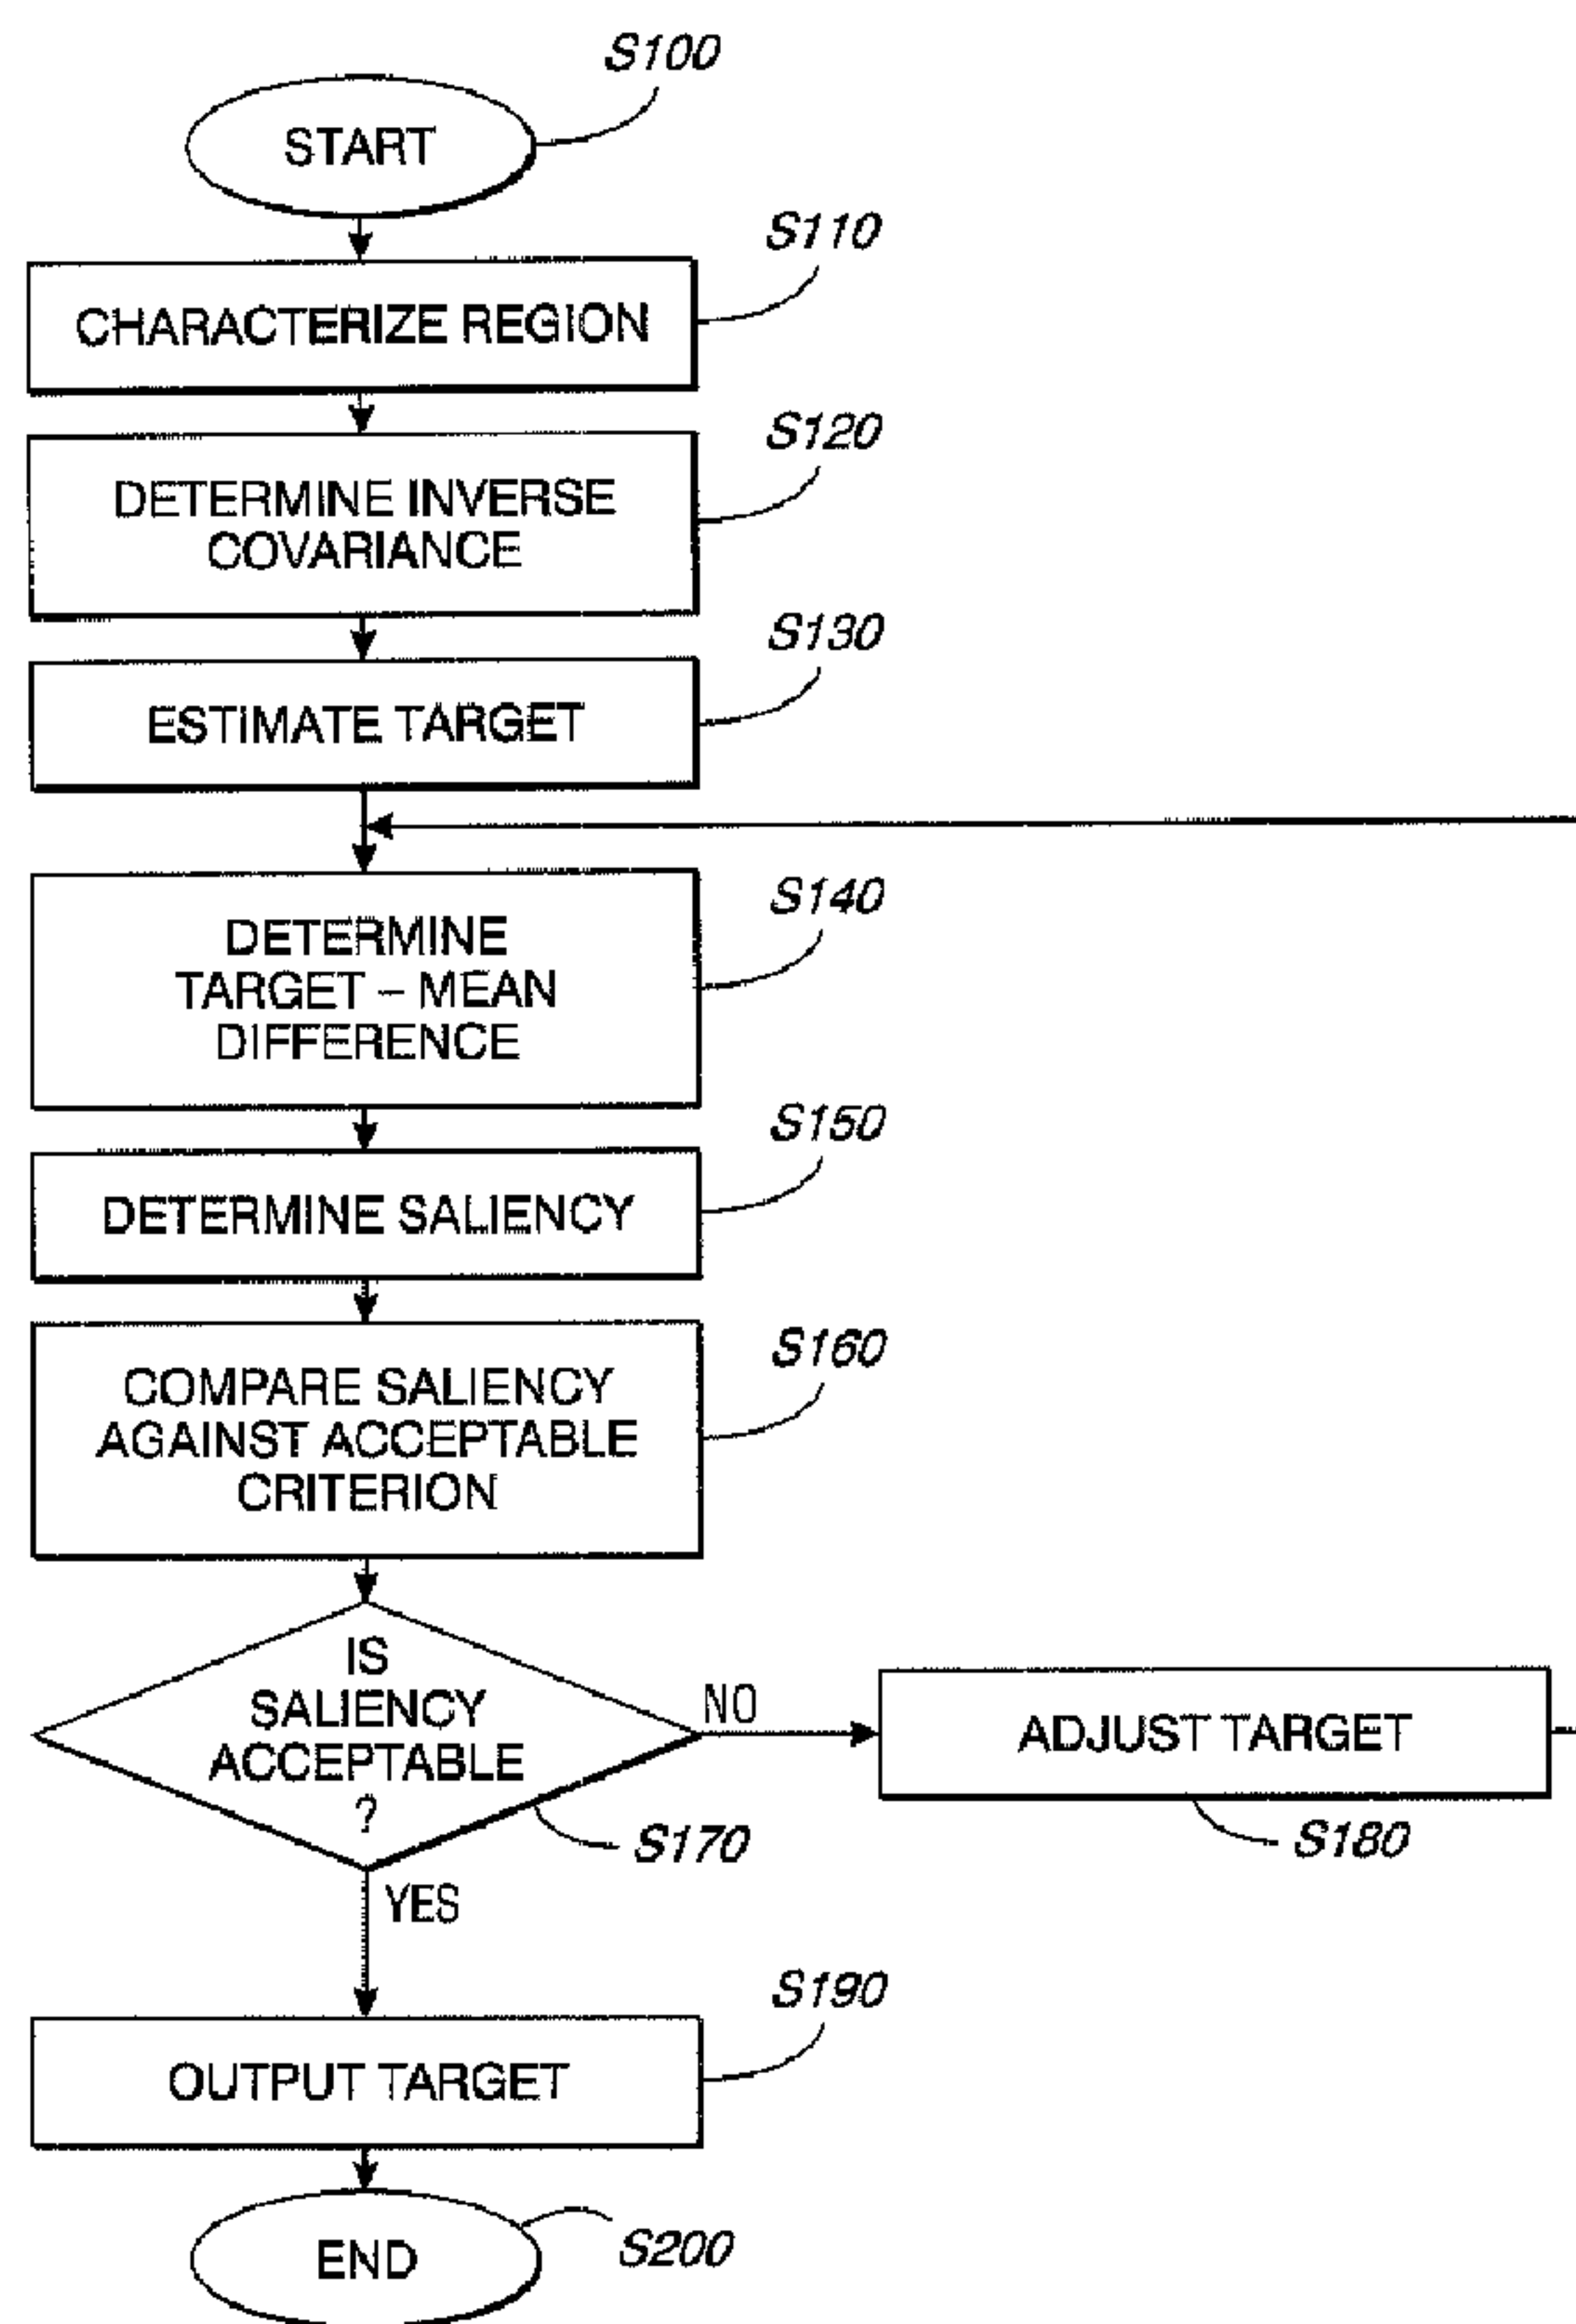 S100
START
S110
CHARACTERIZE REGION
S120
DETERMINE INVERSE
COVARIANCE
S130
ESTIMATE TARGET
S140
DETERMINE
TARGET – MEAN
DIFFERENCE
S150
DETERMINE SALIENCY
S160
COMPARE SALIENCY
AGAINST ACCEPTABLE
CRITERION
IS
SALIENCY
ACCEPTABLE
?
NO
ADJUST TARGET
S170
S180
YES
S190
OUTPUT TARGET
END
S200